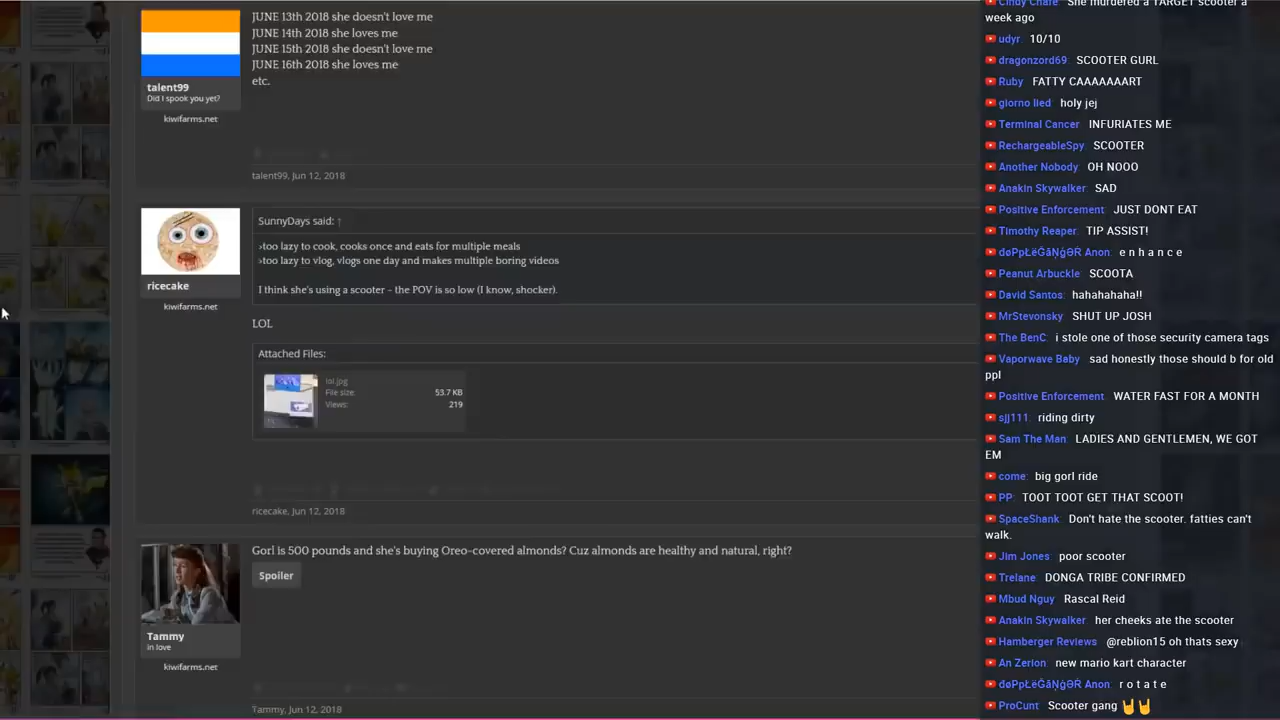 JUNE 13th 2018 she doesn't love me
JUNE 14th 2018 she loves me
JUNE 15th 2018 she doesn't love me
JUNE 16th 2018 she loves me
etc.
talent99
Did I spook you yet?
kiwifarms.net
talent99, Jun 12, 2018
SunnyDays said: ↑
>too lazy to cook, cooks once and eats for multiple meals
>too lazy to vlog, vlogs one day and makes multiple boring videos
I think she's using a scooter - the POV is so low (I know, shocker).
ricecake
kiwifarms.net
LOL
Attached Files:
lol.jpg
File size: 53.7 KB
Views: 219
ricecake, Jun 12, 2018
Gorl is 500 pounds and she's buying Oreo-covered almonds? Cuz almonds are healthy and natural, right?
Spoiler
Tammy
in love
kiwifarms.net
Tammy, Jun 12, 2018
Cindy Chafe She murdered a TARGET scooter a
week ago
udyr 10/10
dragonzord69 SCOOTER GURL
Ruby FATTY CAAAAAAART
giorno lied holy jej
Terminal Cancer INFURIATES ME
RechargeableSpy SCOOTER
Another Nobody OH NOOO
Anakin Skywalker SAD
Positive Enforcement JUST DONT EAT
Timothy Reaper TIP ASSIST!
Anon e n h a n c e
Peanut Arbuckle SCOOTA
David Santos hahahahaha!!
MrStevonsky SHUT UP JOSH
The BenC i stole one of those security camera tags
Vaporwave Baby sad honestly those should b for old
ppl
Positive Enforcement WATER FAST FOR A MONTH
sjj111 riding dirty
Sam The Man LADIES AND GENTLEMEN, WE GOT
EM
come big gorl ride
PP TOOT TOOT GET THAT SCOOT!
SpaceShank Don't hate the scooter. fatties can't
walk.
Jim Jones poor scooter
Trelane DONGA TRIBE CONFIRMED
Mbud Nguy Rascal Reid
Anakin Skywalker her cheeks ate the scooter
Hamberger Reviews @reblion15 oh thats sexy
An Zerion new mario kart character
Anon r o t a t e
ProCunt Scooter gang 🤘🤘